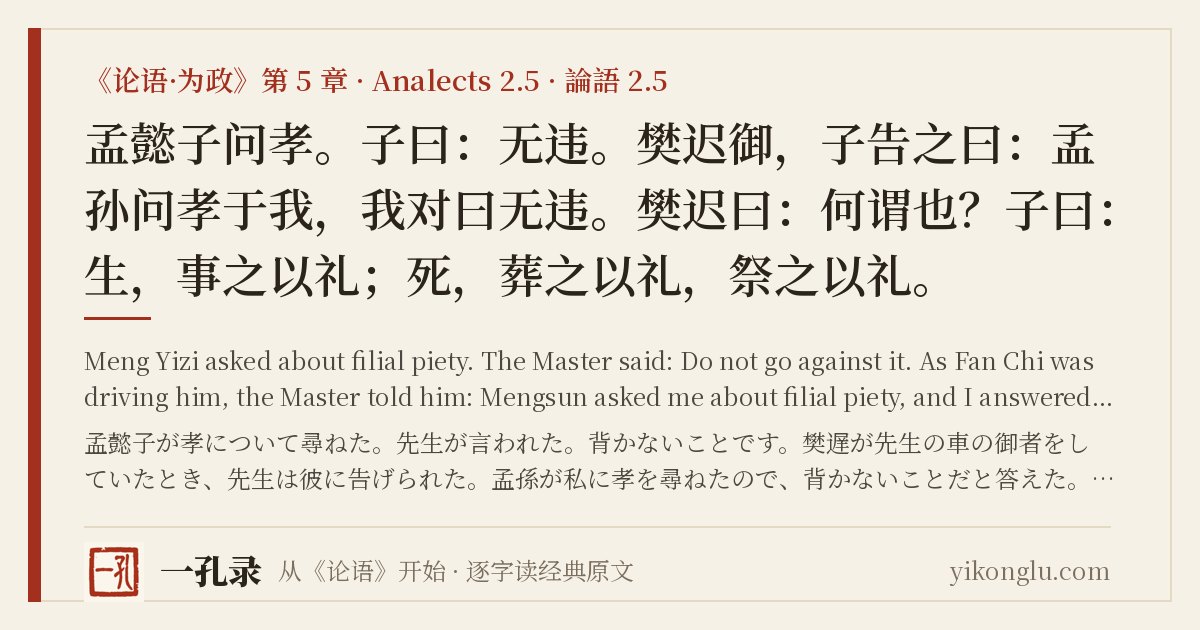 《论语·为政》第 5 章 · Analects 2.5 · 論語 2.5
孟懿子问孝。子曰：无违。樊迟御，子告之曰：孟
孙问孝于我，我对曰无违。樊迟曰：何谓也？子曰：
生，事之以礼；死，葬之以礼，祭之以礼。
Meng Yizi asked about filial piety. The Master said: Do not go against it. As Fan Chi was
driving him, the Master told him: Mengsun asked me about filial piety, and I answered...
孟懿子が孝について尋ねた。先生が言われた。背かないことです。樊遅が先生の車の御者をし
ていたとき、先生は彼に告げられた。孟孫が私に孝を尋ねたので、背かないことだと答えた。…
一孔
一孔录 从《论语》开始 · 逐字读经典原文 yikonglu.com